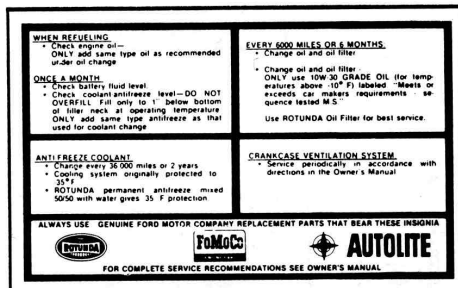 WHEN REFUELING
• Check engine oil—
ONLY add same type oil as recommended
under oil change
ONCE A MONTH
• Check battery fluid level.
• Check coolant antifreeze level—DO NOT
OVERFILL Fill only to 1" below bottom
of filler neck at operating temperature
ONLY add same type antifreeze as that
used for coolant change
EVERY 6000 MILES OR 6 MONTHS
• Change oil and oil filter
• Change oil and oil filter -
ONLY use 10W-30 GRADE OIL (for temp-
eratures above -10° F) labeled "Meets or
exceeds car makers requirements - se-
quence tested M.S."
Use ROTUNDA Oil Filter for best service.
ANTI FREEZE COOLANT
• Change every 36 000 miles or 2 years
• Cooling system originally protected to
35° F
• ROTUNDA permanent antifreeze mixed
50/50 with water gives 35 F protection
CRANKCASE VENTILATION SYSTEM
• Service periodically in accordance with
directions in the Owner's Manual
ALWAYS USE GENUINE FORD MOTOR COMPANY REPLACEMENT PARTS THAT BEAR THESE INSIGNIA
ROTUNDA
FoMoCo
AUTOLITE
FOR COMPLETE SERVICE RECOMMENDATIONS SEE OWNER'S MANUAL